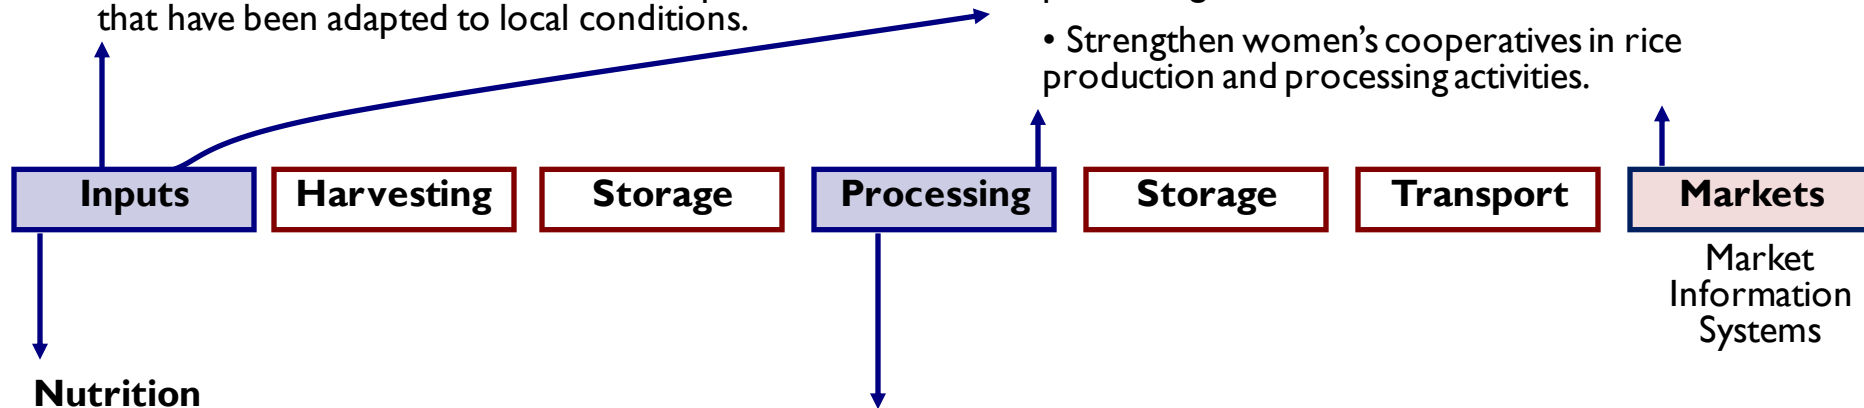 that have been adapted to local conditions.
• Strengthen women's cooperatives in rice
production and processing activities.
Inputs
Harvesting
Storage
Processing
Storage
Transport
Markets
Market
Information
Systems
Nutrition